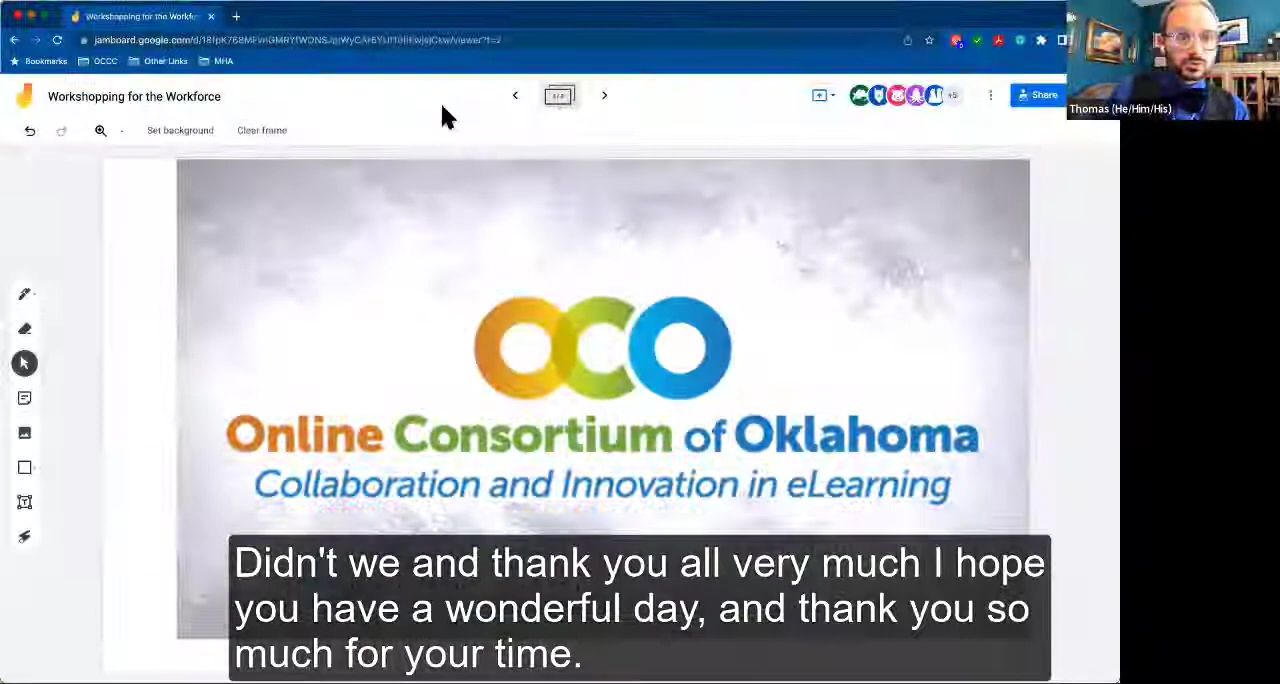 Workshopping for the Workfo
Bookmarks
OCCC
Other Links
MHA
Thomas (He/Him/His)
Workshopping for the Workforce
+5
Share
Set background
Clear frame
OCO
Online Consortium of Oklahoma
Collaboration and Innovation in eLearning
Didn't we and thank you all very much I hope
you have a wonderful day, and thank you so
much for your time.